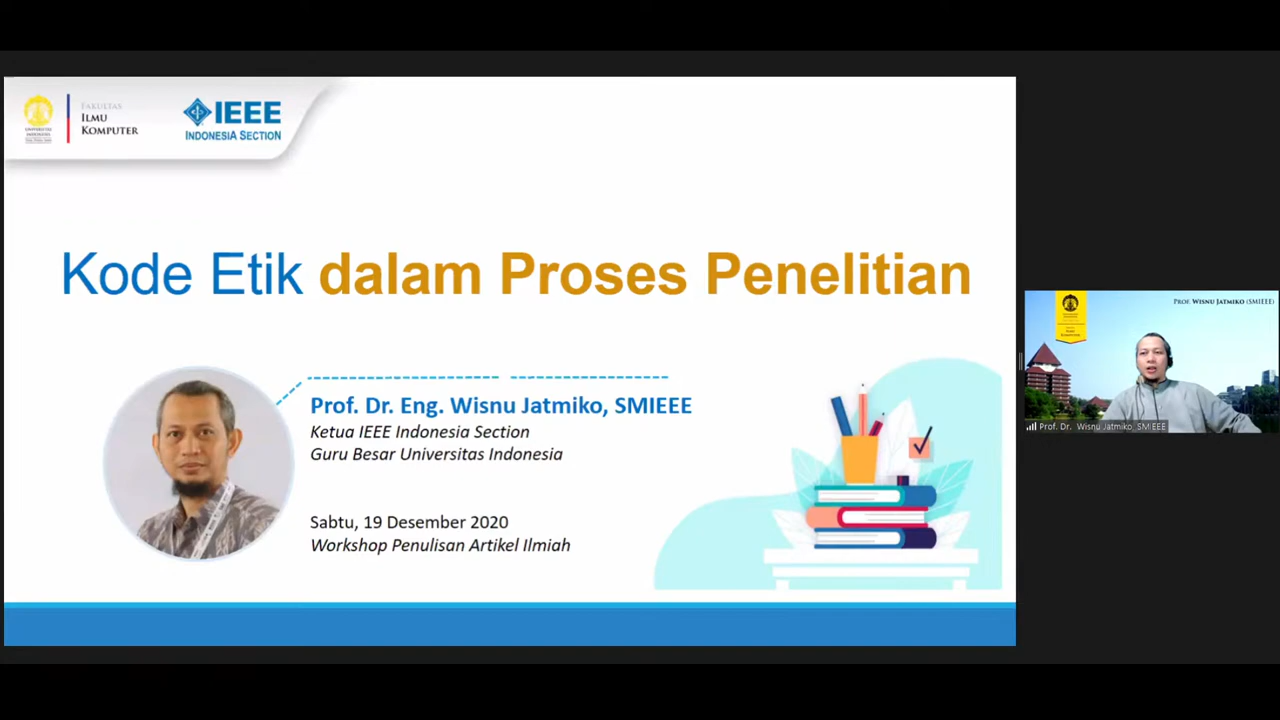 FAKULTAS
ILMU
KOMPUTER
IEEE
INDONESIA SECTION
Kode Etik dalam Proses Penelitian
Prof. Dr. Eng. Wisnu Jatmiko, SMIEEE
Ketua IEEE Indonesia Section
Guru Besar Universitas Indonesia
Sabtu, 19 Desember 2020
Workshop Penulisan Artikel Ilmiah
PROF. WISNU JATMIKO (SMIEEE)
Prof. Dr. Wisnu Jatmiko, SMIEEE